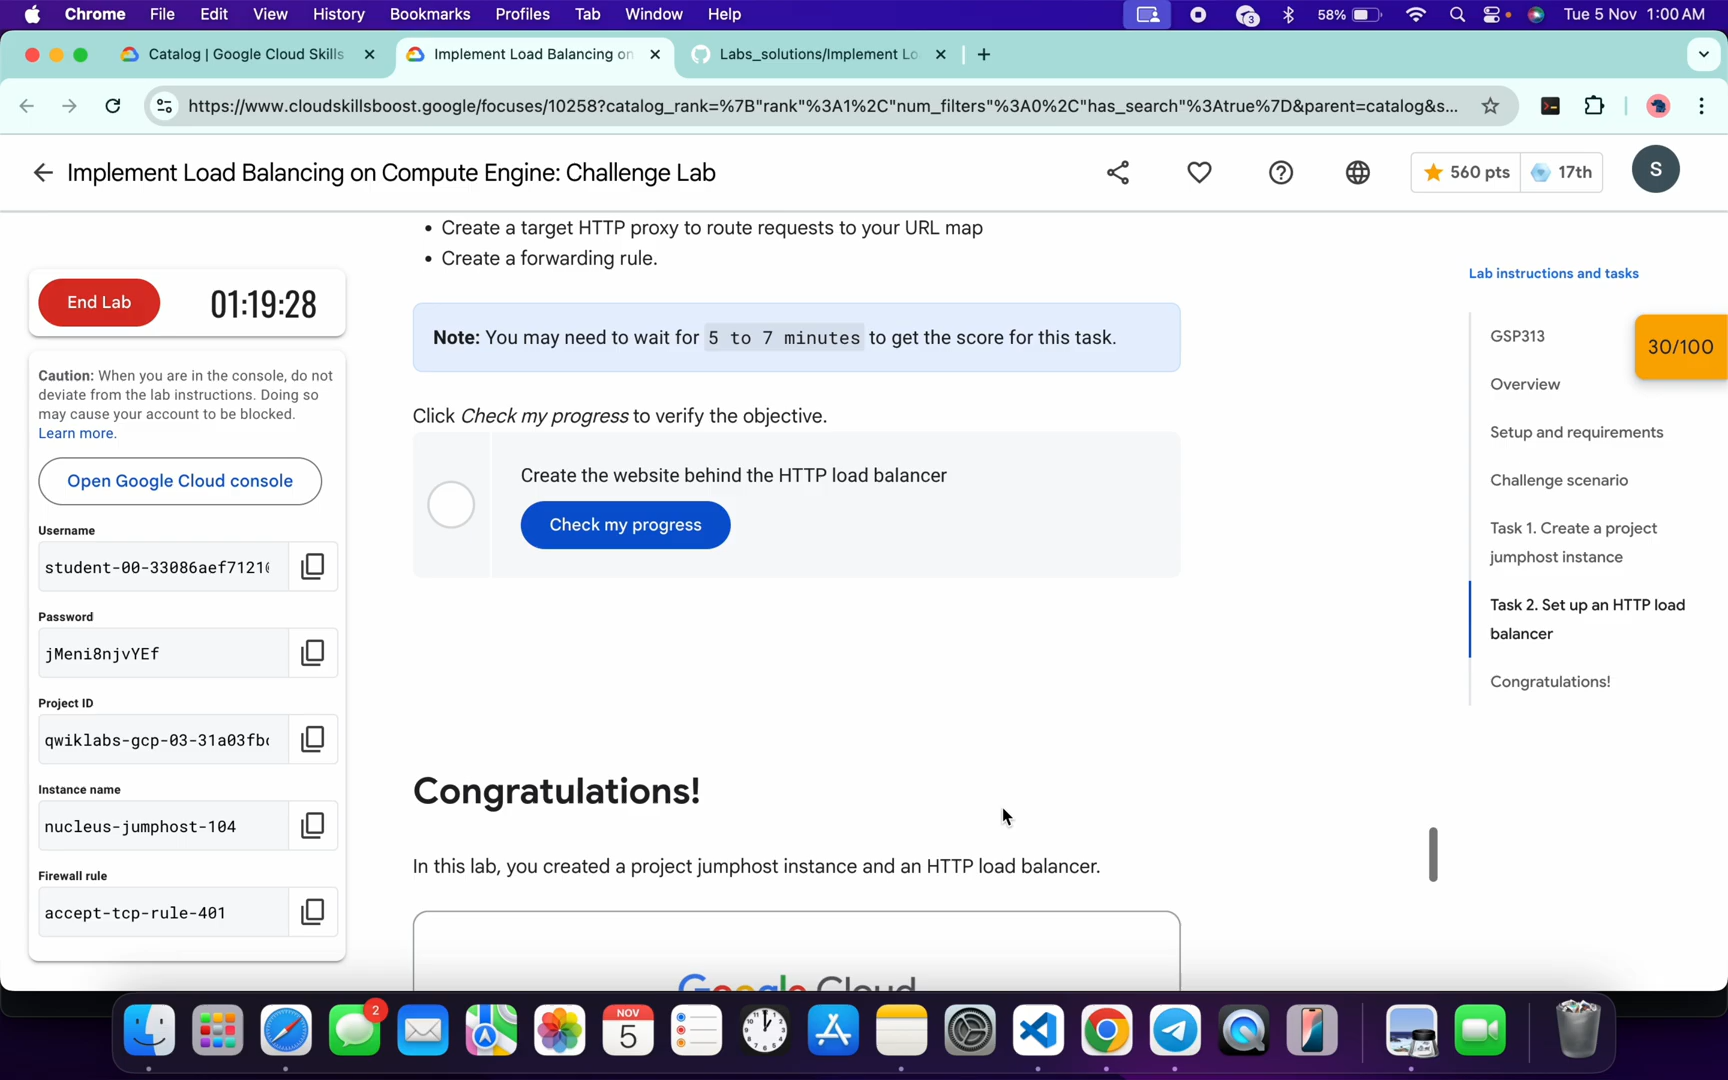 Chrome File Edit View History Bookmarks Profiles Tab Window Help 3 58% Tue 5 Nov 1:00 AM
Catalog | Google Cloud Skills Implement Load Balancing on Labs_solutions/Implement Lo
https://www.cloudskillsboost.google/focuses/10258?catalog_rank=%7B"rank"%3A1%2C"num_filters"%3A0%2C"has_search"%3Atrue%7D&parent=catalog&s...
Implement Load Balancing on Compute Engine: Challenge Lab 560 pts 17th S
End Lab 01:19:28
Caution: When you are in the console, do not
deviate from the lab instructions. Doing so
may cause your account to be blocked.
Learn more.
Open Google Cloud console
Username
student-00-33086aef7121
Password
jMeni8njvYEf
Project ID
qwiklabs-gcp-03-31a03fb
Instance name
nucleus-jumphost-104
Firewall rule
accept-tcp-rule-401
• Create a target HTTP proxy to route requests to your URL map
• Create a forwarding rule.
Note: You may need to wait for 5 to 7 minutes to get the score for this task.
Click Check my progress to verify the objective.
Create the website behind the HTTP load balancer
Check my progress
Congratulations!
In this lab, you created a project jumphost instance and an HTTP load balancer.
Google Cloud
Lab instructions and tasks
GSP313
30/100
Overview
Setup and requirements
Challenge scenario
Task 1. Create a project
jumphost instance
Task 2. Set up an HTTP load
balancer
Congratulations!
2
NOV
5